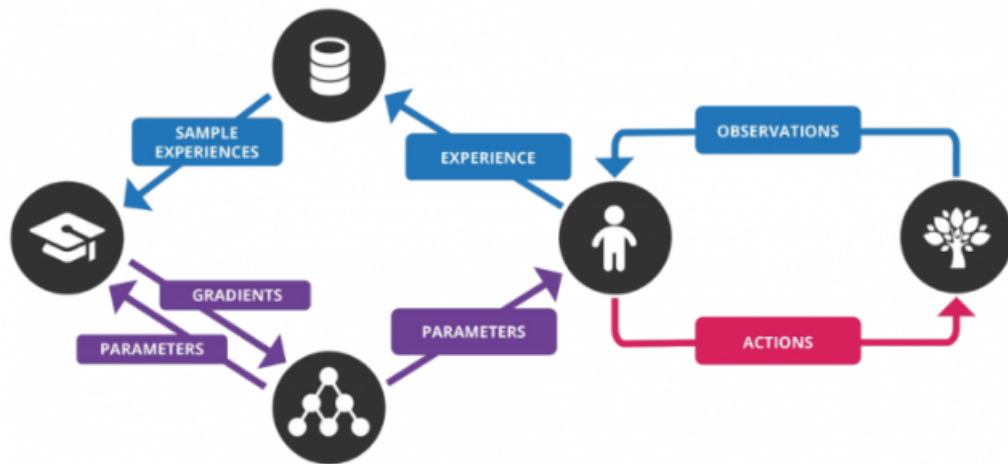 SAMPLE
EXPERIENCES
EXPERIENCE
OBSERVATIONS
GRADIENTS
PARAMETERS
PARAMETERS
ACTIONS